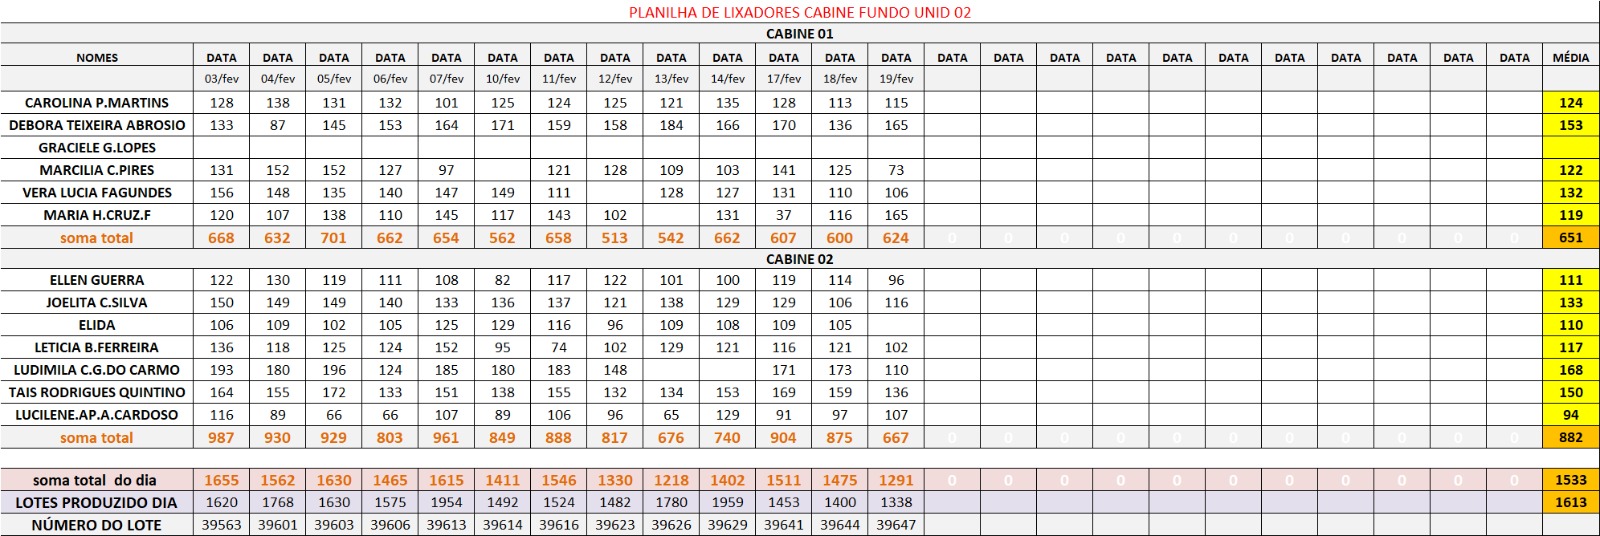 PLANILHA DE LIXADORES CABINE FUNDO UNID 02
CABINE 01
NOMES DATA DATA DATA DATA DATA DATA DATA DATA DATA DATA DATA DATA DATA DATA DATA DATA DATA DATA DATA DATA DATA DATA DATA DATA MÉDIA
03/fev 04/fev 05/fev 06/fev 07/fev 10/fev 11/fev 12/fev 13/fev 14/fev 17/fev 18/fev 19/fev
CAROLINA P.MARTINS 128 138 131 132 101 125 124 125 121 135 128 113 115 124
DEBORA TEIXEIRA ABROSIO 133 87 145 153 164 171 159 158 184 166 170 136 165 153
GRACIELE G.LOPES
MARCILIA C.PIRES 131 152 152 127 97 121 128 109 103 141 125 73 122
VERA LUCIA FAGUNDES 156 148 135 140 147 149 111 128 127 131 110 106 132
MARIA H.CRUZ.F 120 107 138 110 145 117 143 102 131 37 116 165 119
soma total 668 632 701 662 654 562 658 513 542 662 607 600 624 0 0 0 0 0 0 0 0 0 0 0 651
CABINE 02
ELLEN GUERRA 122 130 119 111 108 82 117 122 101 100 119 114 96 111
JOELITA C.SILVA 150 149 149 140 133 136 137 121 138 129 129 106 116 133
ELIDA 106 109 102 105 125 129 116 96 109 108 109 105 110
LETICIA B.FERREIRA 136 118 125 124 152 95 74 102 129 121 116 121 102 117
LUDIMILA C.G.DO CARMO 193 180 196 124 185 180 183 148 171 173 110 168
TAIS RODRIGUES QUINTINO 164 155 172 133 151 138 155 132 134 153 169 159 136 150
LUCILENE.AP.A.CARDOSO 116 89 66 66 107 89 106 96 65 129 91 97 107 94
soma total 987 930 929 803 961 849 888 817 676 740 904 875 667 0 0 0 0 0 0 0 0 0 0 0 882
soma total do dia 1655 1562 1630 1465 1615 1411 1546 1330 1218 1402 1511 1475 1291 0 0 0 0 0 0 0 0 0 0 0 1533
LOTES PRODUZIDO DIA 1620 1768 1630 1575 1954 1492 1524 1482 1780 1959 1453 1400 1338 1613
NÚMERO DO LOTE 39563 39601 39603 39606 39613 39614 39616 39623 39626 39629 39641 39644 39647